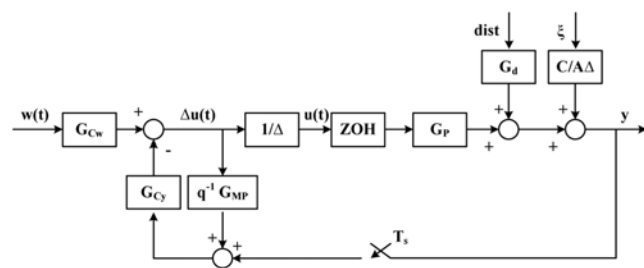 dist
ξ
G_d
C/AΔ
w(t)
G_Cw
+
-
Δu(t)
1/Δ
u(t)
ZOH
G_P
+
+
+
+
y
G_Cy
q⁻¹ G_MP
+
+
T_s